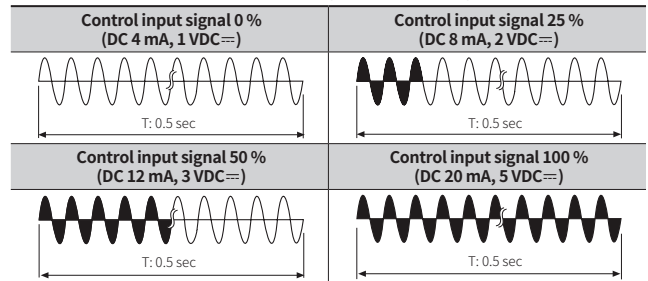 Control input signal 0 %
(DC 4 mA, 1 VDC⎓)
Control input signal 25 %
(DC 8 mA, 2 VDC⎓)
T: 0.5 sec
T: 0.5 sec
Control input signal 50 %
(DC 12 mA, 3 VDC⎓)
Control input signal 100 %
(DC 20 mA, 5 VDC⎓)
T: 0.5 sec
T: 0.5 sec